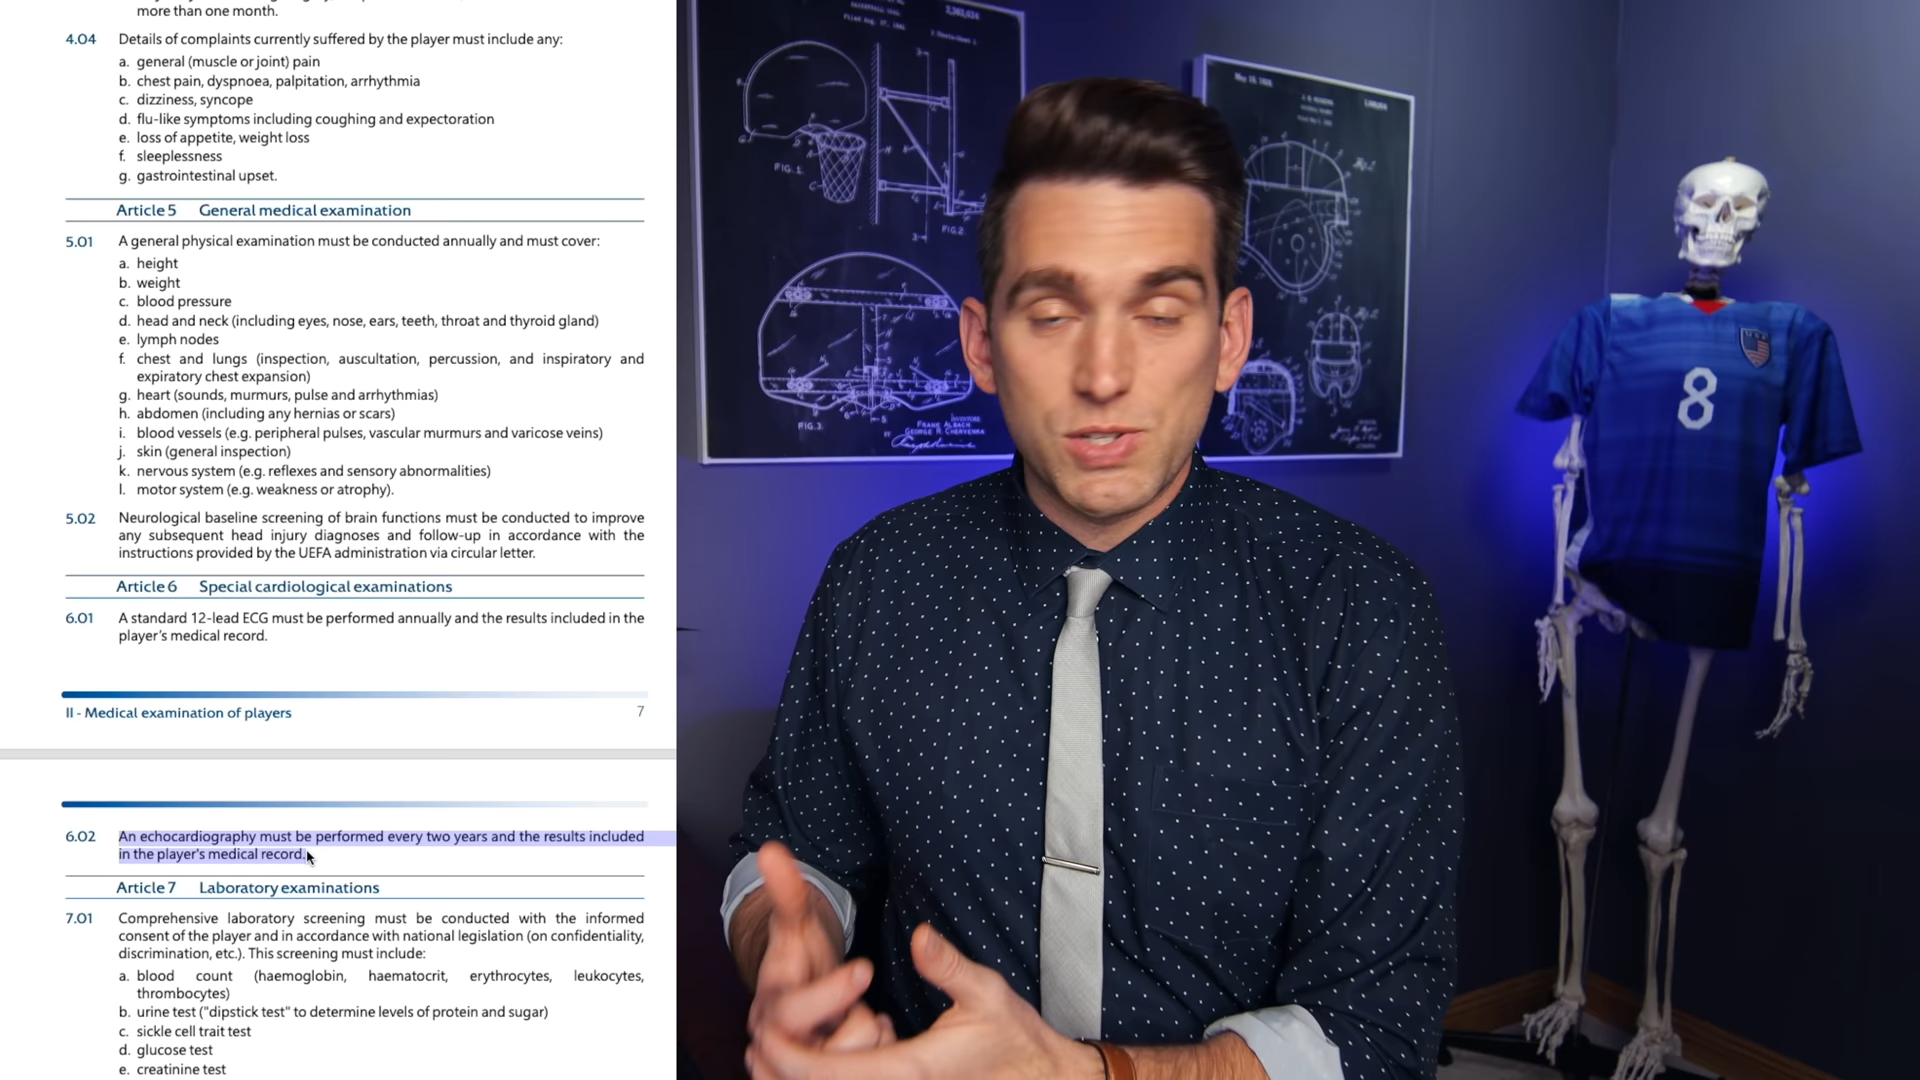 more than one month.
4.04 Details of complaints currently suffered by the player must include any:
a. general (muscle or joint) pain
b. chest pain, dyspnoea, palpitation, arrhythmia
c. dizziness, syncope
d. flu-like symptoms including coughing and expectoration
e. loss of appetite, weight loss
f. sleeplessness
g. gastrointestinal upset.
Article 5 General medical examination
5.01 A general physical examination must be conducted annually and must cover:
a. height
b. weight
c. blood pressure
d. head and neck (including eyes, nose, ears, teeth, throat and thyroid gland)
e. lymph nodes
f. chest and lungs (inspection, auscultation, percussion, and inspiratory and
expiratory chest expansion)
g. heart (sounds, murmurs, pulse and arrhythmias)
h. abdomen (including any hernias or scars)
i. blood vessels (e.g. peripheral pulses, vascular murmurs and varicose veins)
j. skin (general inspection)
k. nervous system (e.g. reflexes and sensory abnormalities)
l. motor system (e.g. weakness or atrophy).
5.02 Neurological baseline screening of brain functions must be conducted to improve
any subsequent head injury diagnoses and follow-up in accordance with the
instructions provided by the UEFA administration via circular letter.
Article 6 Special cardiological examinations
6.01 A standard 12-lead ECG must be performed annually and the results included in the
player's medical record.
II - Medical examination of players 7
6.02 An echocardiography must be performed every two years and the results included
in the player's medical record.
Article 7 Laboratory examinations
7.01 Comprehensive laboratory screening must be conducted with the informed
consent of the player and in accordance with national legislation (on confidentiality,
discrimination, etc.). This screening must include:
a. blood count (haemoglobin, haematocrit, erythrocytes, leukocytes,
thrombocytes)
b. urine test ("dipstick test" to determine levels of protein and sugar)
c. sickle cell trait test
d. glucose test
e. creatinine test
FIG. 1.
FIG. 2
FIG. 3.
INVENTORS
FRANK ALBACH
GEORGE R. CHERVENKA
8